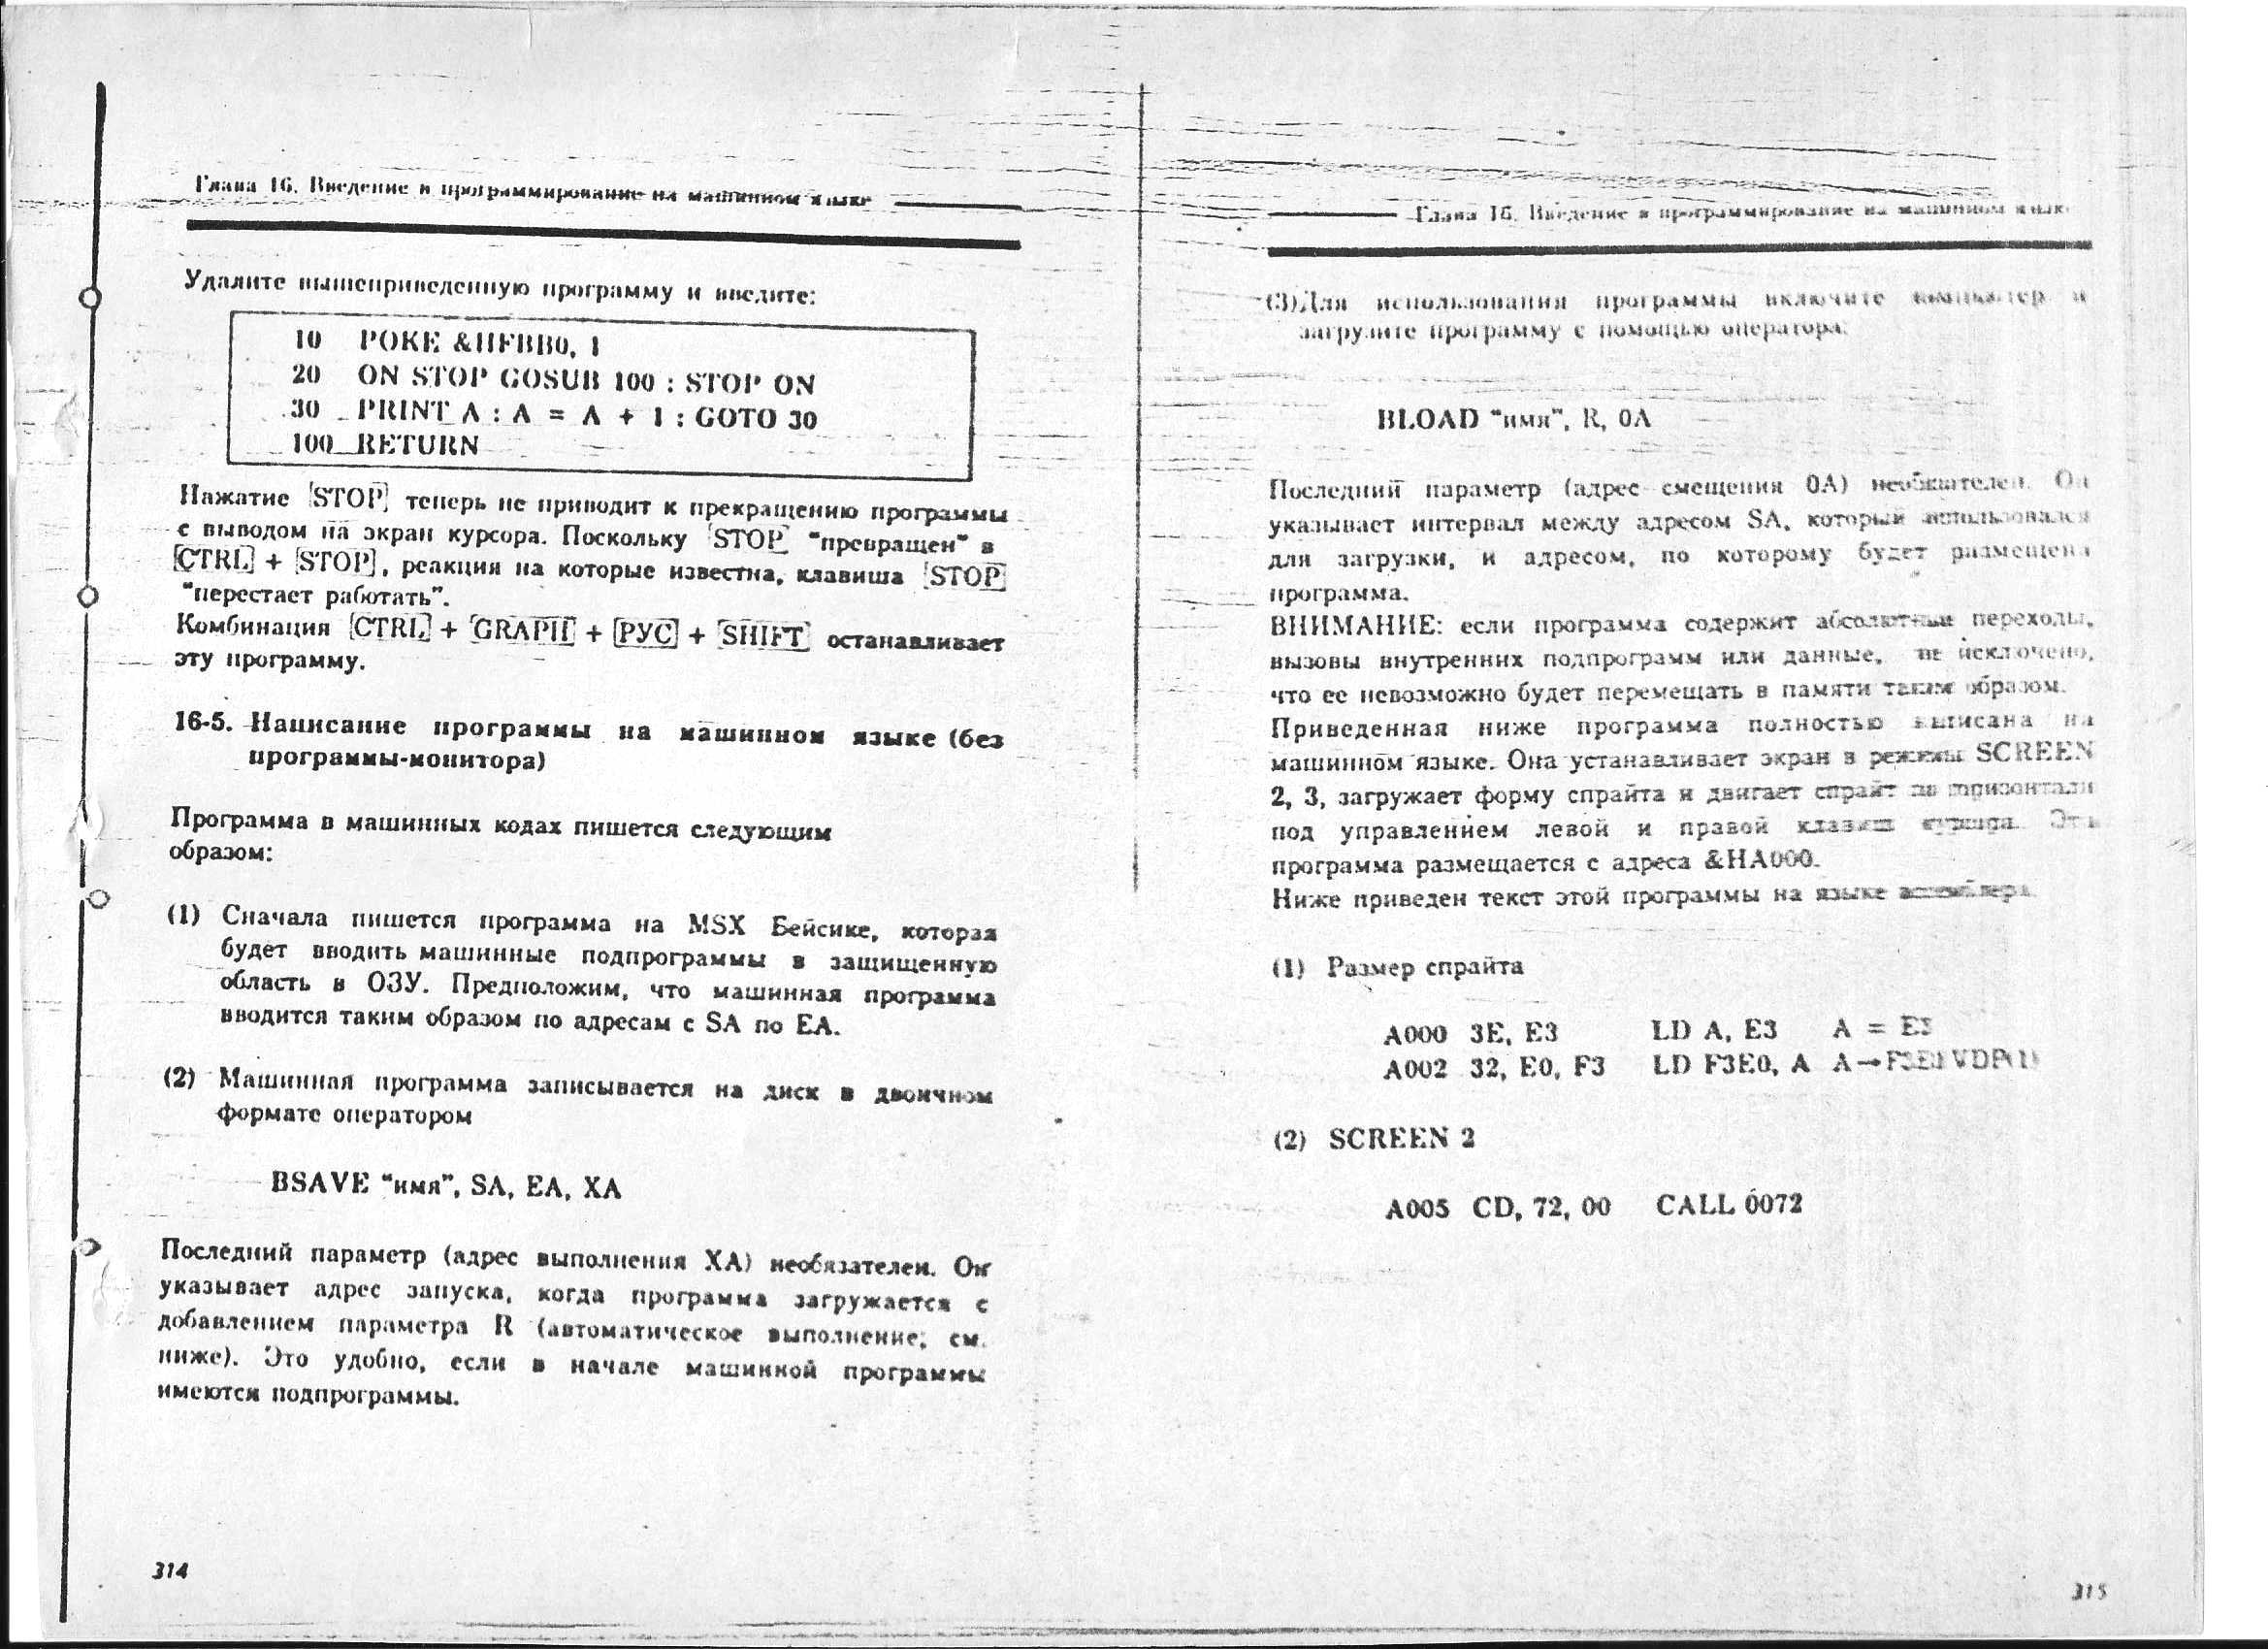 Глава 16. Введение в программирование на машинном языке
Удалите вышеприведенную программу и введите:
10 POKE &HFBB0, 1
20 ON STOP GOSUB 100 : STOP ON
30 PRINT A : A = A + 1 : GOTO 30
100 RETURN
Нажатие STOP теперь не приводит к прекращению программы
с выводом на экран курсора. Поскольку STOP "превращен" в
CTRL + STOP, реакция на которые известна, клавиша STOP
"перестает работать".
Комбинация CTRL + GRAPH + РУС + SHIFT останавливает
эту программу.
16-5. Написание программы на машинном языке (без
программы-монитора)
Программа в машинных кодах пишется следующим
образом:
(1) Сначала пишется программа на MSX Бейсике, которая
будет вводить машинные подпрограммы в защищенную
область в ОЗУ. Предположим, что машинная программа
вводится таким образом по адресам с SA по EA.
(2) Машинная программа записывается на диск в двоичном
формате оператором
BSAVE "имя", SA, EA, XA
Последний параметр (адрес выполнения XA) необязателен. Он
указывает адрес запуска, когда программа загружается с
добавлением параметра R (автоматическое выполнение; см.
ниже). Это удобно, если в начале машинной программы
имеются подпрограммы.
314
Глава 16. Введение в программирование на машинном языке
(3) Для использования программы включите компьютер и
загрузите программу с помощью оператора:
BLOAD "имя", R, 0A
Последний параметр (адрес смещения 0A) необязателен. Он
указывает интервал между адресом SA, который использовался
для загрузки, и адресом, по которому будет размещена
программа.
ВНИМАНИЕ: если программа содержит абсолютные переходы,
вызовы внутренних подпрограмм или данные, не исключено,
что ее невозможно будет перемещать в памяти таким образом.
Приведенная ниже программа полностью написана на
машинном языке. Она устанавливает экран в режимы SCREEN
2, 3, загружает форму спрайта и двигает спрайт по горизонтали
под управлением левой и правой клавиш курсора. Эта
программа размещается с адреса &HA000.
Ниже приведен текст этой программы на языке ассемблера
(1) Размер спрайта
A000 3E, E3 LD A, E3 A = E3
A002 32, E0, F3 LD F3E0, A A→F3E0 VDP(1)
(2) SCREEN 2
A005 CD, 72, 00 CALL 0072
315